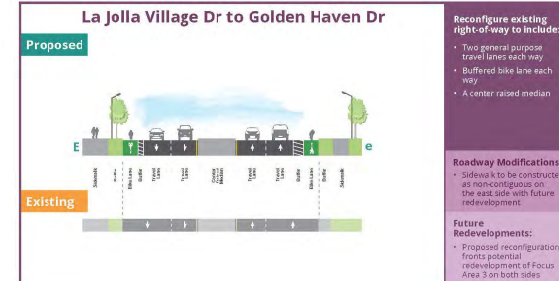 La Jolla Village Dr to Golden Haven Dr
Proposed
E
e
Sidewalk
Bike Lane
Buffer
Travel Lane
Travel Lane
Center
Median
Travel Lane
Travel Lane
Buffer
Bike Lane
Buffer
Sidewalk
Existing
Reconfigure existing
right-of-way to include:
• Two general purpose
travel lanes each way
• Buffered bike lane each
way
• A center raised median
Roadway Modifications
• Sidewalk to be constructe
as non-contiguous on
the east side with future
redevelopment
Future
Redevelopments:
• Proposed reconfiguration
fronts potential
redevelopment of Focus
Area 3 on both sides